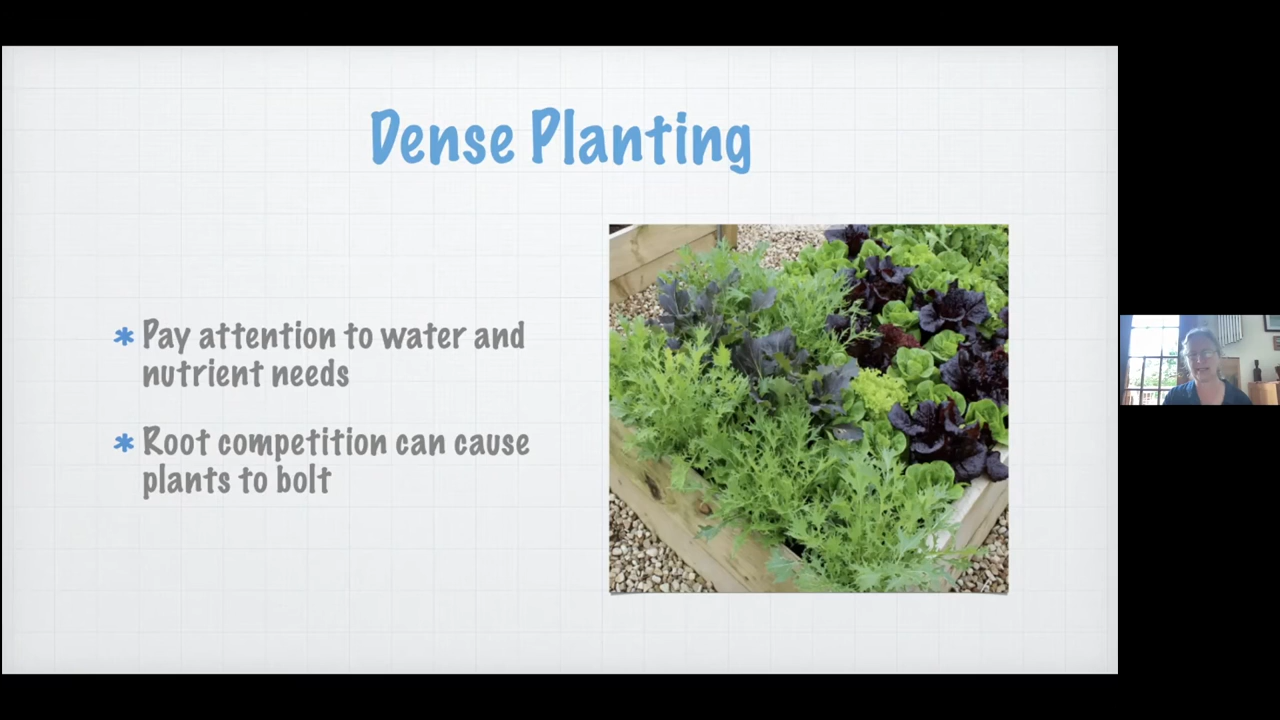 Dense Planting
* Pay attention to water and
nutrient needs
* Root competition can cause
plants to bolt